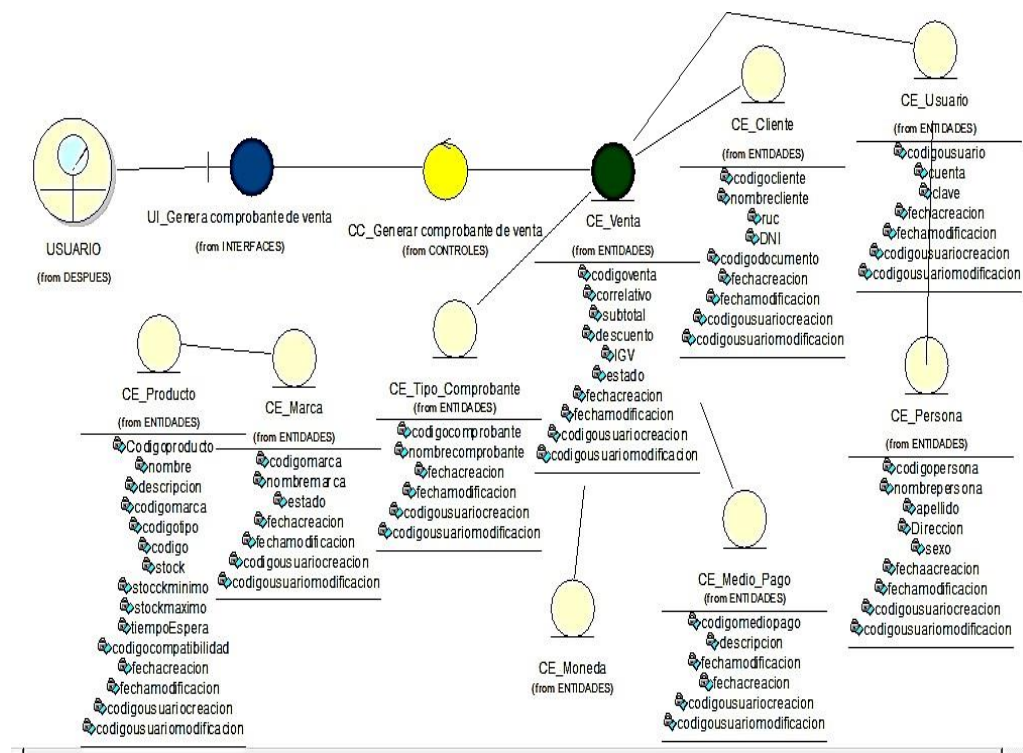 USUARIO
(from DESPUES)
UI_Genera comprobante de venta
(from INTERFACES)
CC_Generar comprobante de venta
(from CONTROLES)
CE_Venta
(from ENTIDADES)
codigoventa
correlativo
subtotal
descuento
IGV
estado
fechacreacion
fechamodificacion
codigousuariocreacion
codigousuariomodificacion
CE_Cliente
(from ENTIDADES)
codigocliente
nombrecliente
ruc
DNI
codigodocumento
fechacreacion
fechamodificacion
codigousuariocreacion
codigousuariomodificacion
CE_Usuario
(from ENTIDADES)
codigousuario
cuenta
clave
fechacreacion
fechamodificacion
codigousuariocreacion
codigousuariomodificacion
CE_Producto
(from ENTIDADES)
Codigoproducto
nombre
descripcion
codigomarca
codigotipo
codigo
stock
stocckminimo
stockmaximo
tiempoEspera
codigocompatibilidad
fechacreacion
fechamodificacion
codigousuariocreacion
codigousuariomodificacion
CE_Marca
(from ENTIDADES)
codigomarca
nombremarca
estado
fechacreacion
fechamodificacion
codigousuariocreacion
codigousuariomodificacion
CE_Tipo_Comprobante
(from ENTIDADES)
codigocomprobante
nombrecomprobante
fechacreacion
fechamodificacion
codigousuariocreacion
codigousuariomodificacion
CE_Moneda
(from ENTIDADES)
CE_Medio_Pago
(from ENTIDADES)
codigomediopago
descripcion
fechamodificacion
fechacreacion
codigousuariocreacion
codigousuariomodificacion
CE_Persona
(from ENTIDADES)
codigopersona
nombrepersona
apellido
Direccion
sexo
fechaacreacion
fechamodificacion
codigousuariocreacion
codigousuariomodificacion